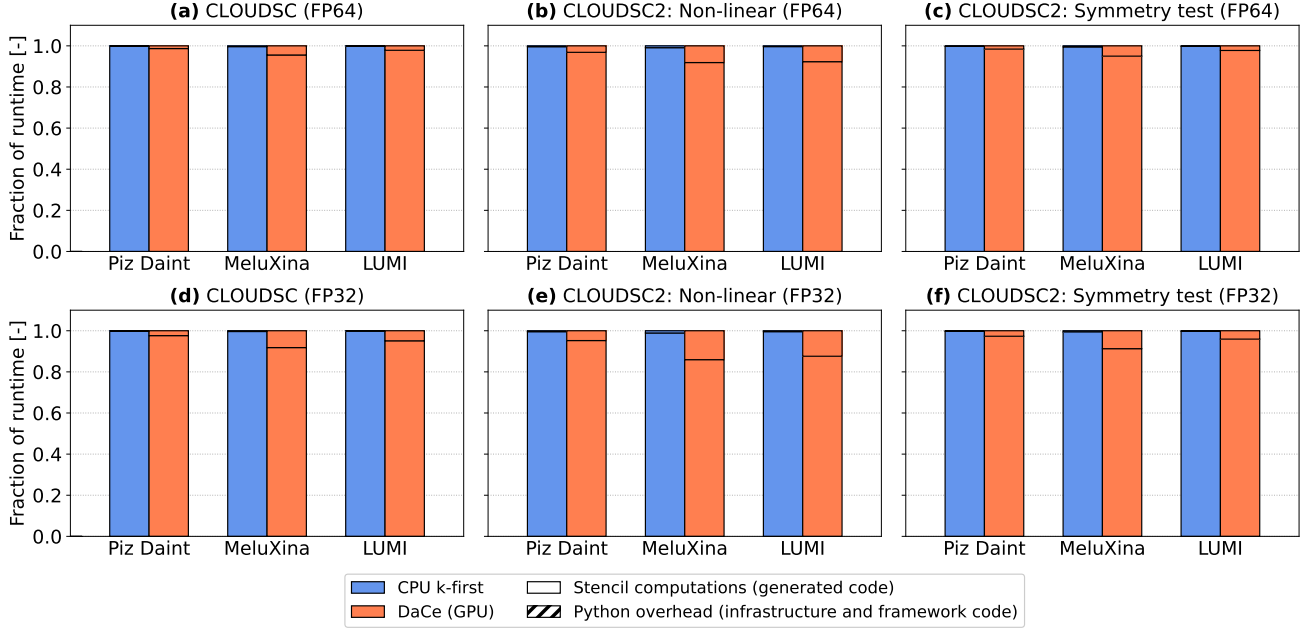 (a) CLOUDSC (FP64)
(b) CLOUDSC2: Non-linear (FP64)
(c) CLOUDSC2: Symmetry test (FP64)
Fraction of runtime [-]
1.0
0.8
0.6
0.4
0.2
0.0
Piz Daint MeluXina LUMI
Piz Daint MeluXina LUMI
Piz Daint MeluXina LUMI
(d) CLOUDSC (FP32)
(e) CLOUDSC2: Non-linear (FP32)
(f) CLOUDSC2: Symmetry test (FP32)
Fraction of runtime [-]
1.0
0.8
0.6
0.4
0.2
0.0
Piz Daint MeluXina LUMI
Piz Daint MeluXina LUMI
Piz Daint MeluXina LUMI
CPU k-first
DaCe (GPU)
Stencil computations (generated code)
Python overhead (infrastructure and framework code)